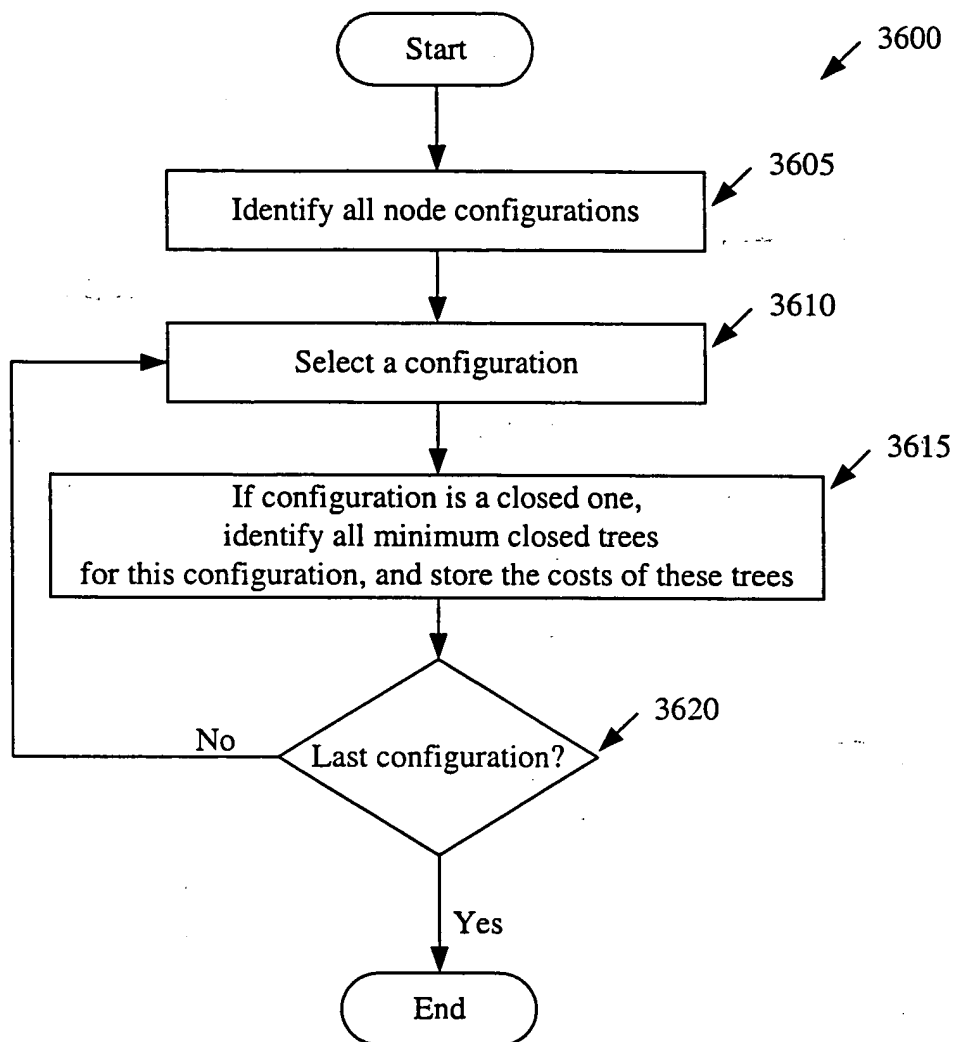 Start
3600
3605
Identify all node configurations
3610
Select a configuration
3615
If configuration is a closed one,
identify all minimum closed trees
for this configuration, and store the costs of these trees
3620
No
Last configuration?
Yes
End